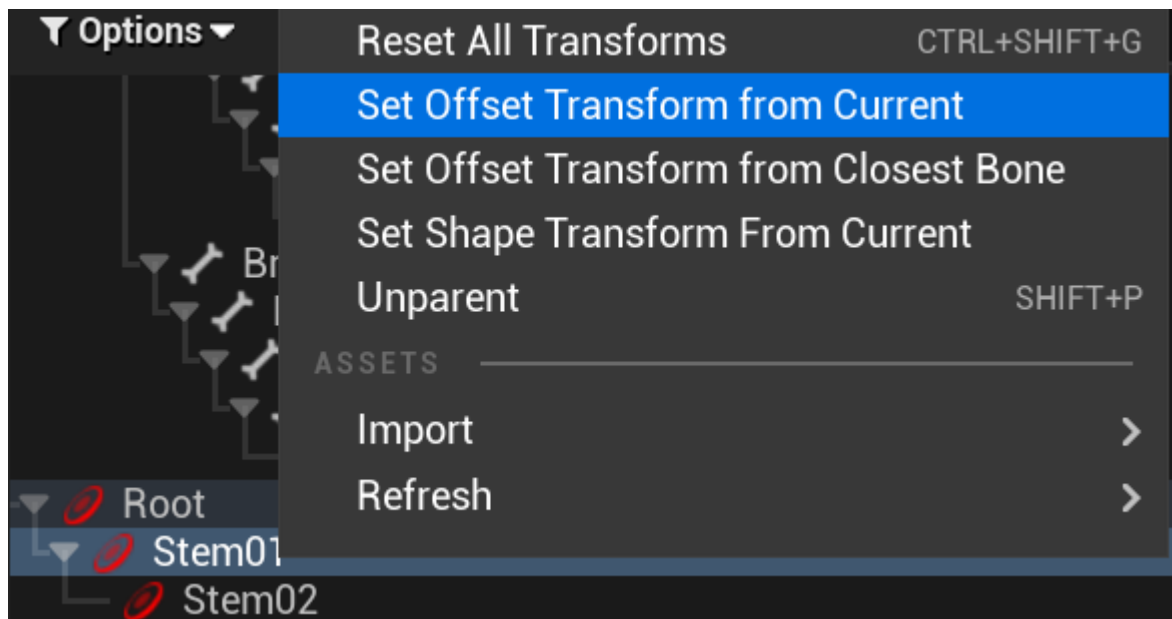 Options
Reset All Transforms CTRL+SHIFT+G
Set Offset Transform from Current
Set Offset Transform from Closest Bone
Set Shape Transform From Current
Br
Unparent SHIFT+P
ASSETS
Import
Refresh
Root
Stem01
Stem02